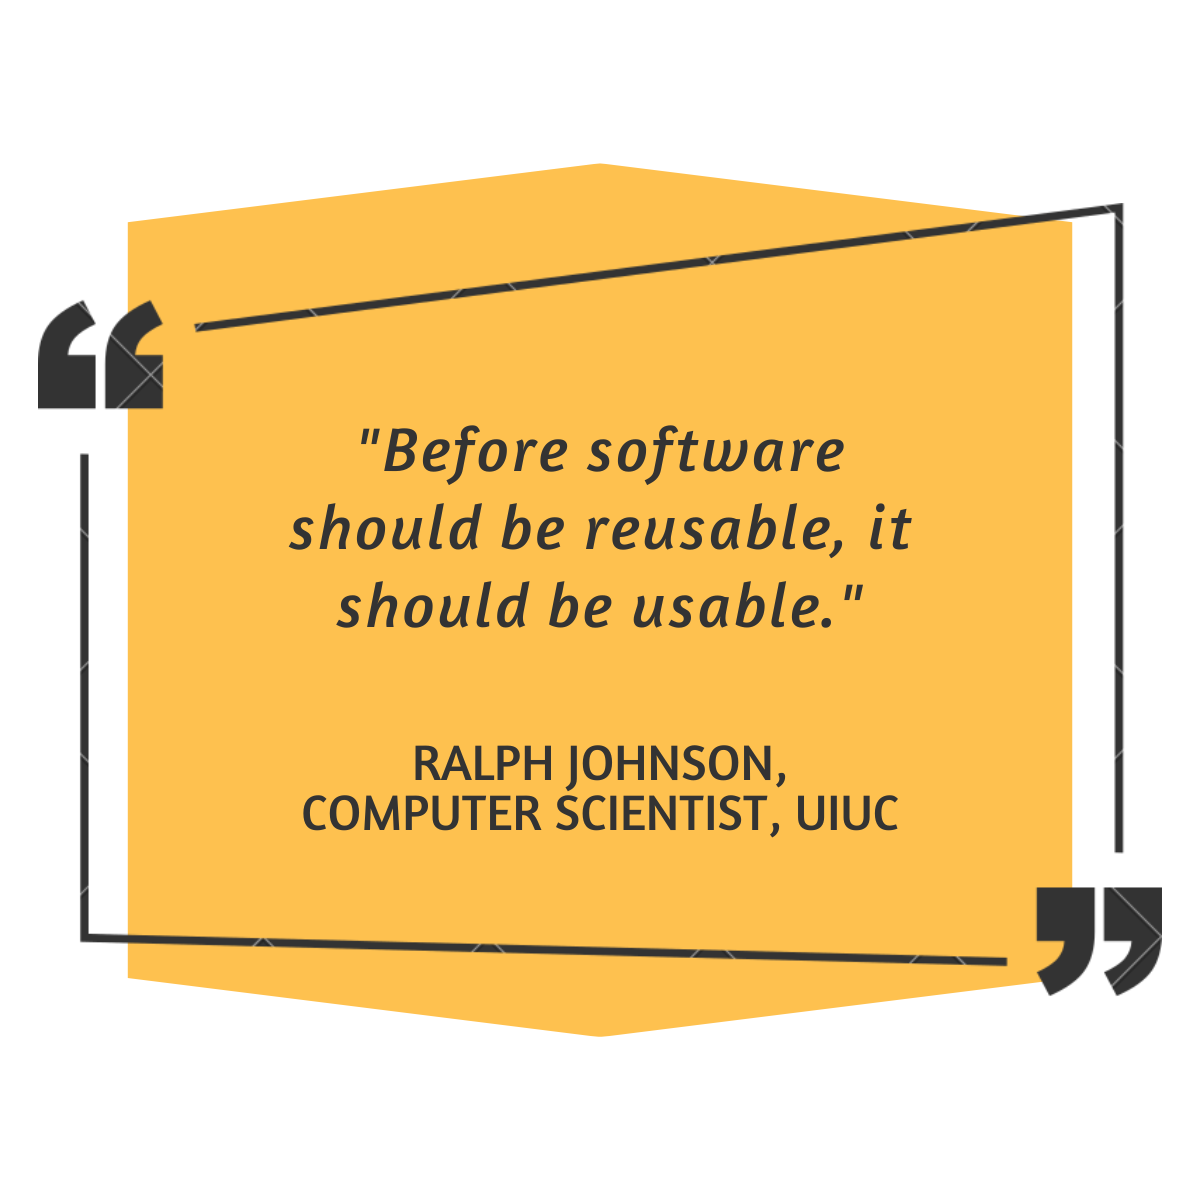 "Before software
should be reusable, it
should be usable."
RALPH JOHNSON,
COMPUTER SCIENTIST, UIUC